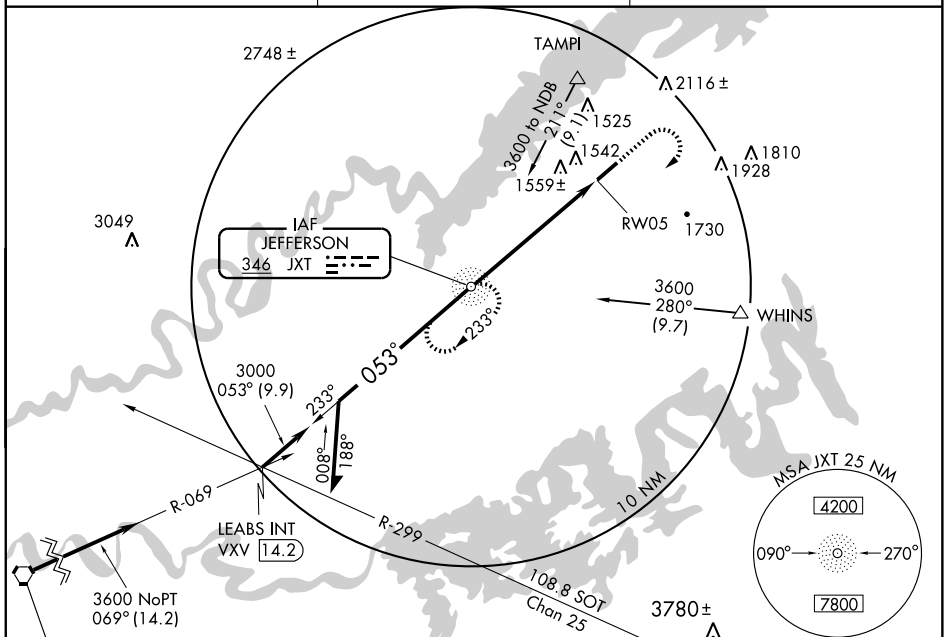 2748 ±
TAMPI
2116 ±
3600 to NDB
211°
(9.1)
1525
1542
1559±
1810
1928
3049
IAF
JEFFERSON
346 JXT
RW05
1730
3600
280°
(9.7)
WHINS
233°
053°
3000
053° (9.9)
233°
008°
188°
R-069
LEABS INT
VXV 14.2
R-299
10 NM
MSA JXT 25 NM
4200
090°
270°
7800
3600 NoPT
069° (14.2)
108.8 SOT
Chan 25
3780 ±